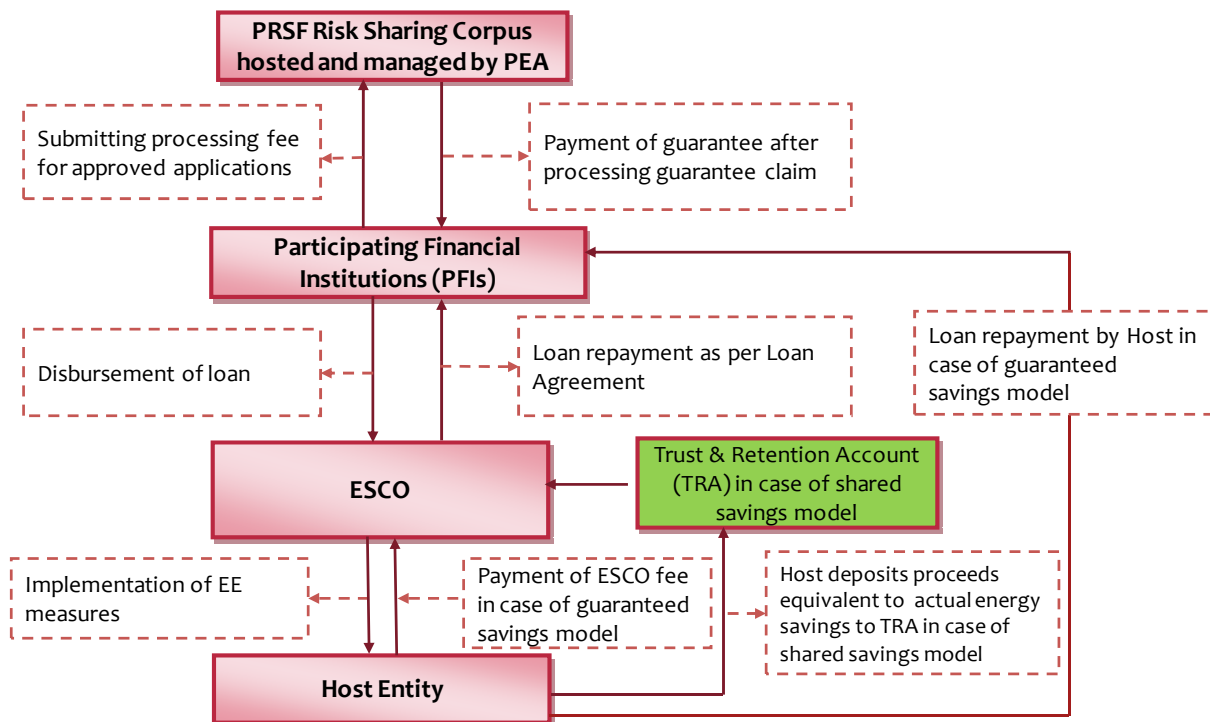 PRSF Risk Sharing Corpus
hosted and managed by PEA
Submitting processing fee
for approved applications
Payment of guarantee after
processing guarantee claim
Participating Financial
Institutions (PFIs)
Disbursement of loan
Loan repayment as per Loan
Agreement
Loan repayment by Host in
case of guaranteed
savings model
ESCO
Trust & Retention Account
(TRA) in case of shared
savings model
Implementation of EE
measures
Payment of ESCO fee
in case of guaranteed
savings model
Host deposits proceeds
equivalent to actual energy
savings to TRA in case of
shared savings model
Host Entity